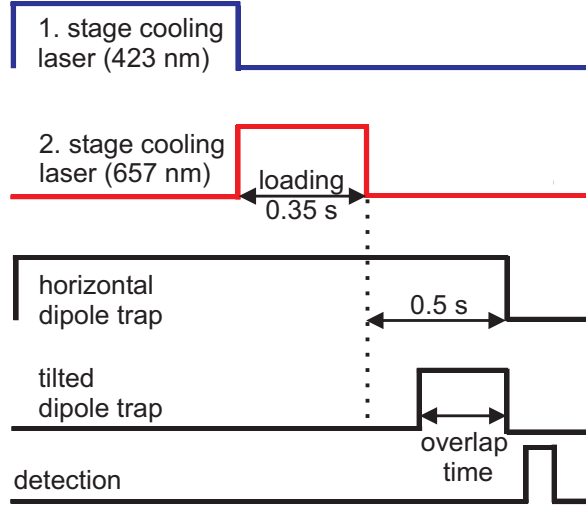 1. stage cooling
laser (423 nm)
2. stage cooling
laser (657 nm)
loading
0.35 s
horizontal
dipole trap
0.5 s
tilted
dipole trap
overlap
time
detection